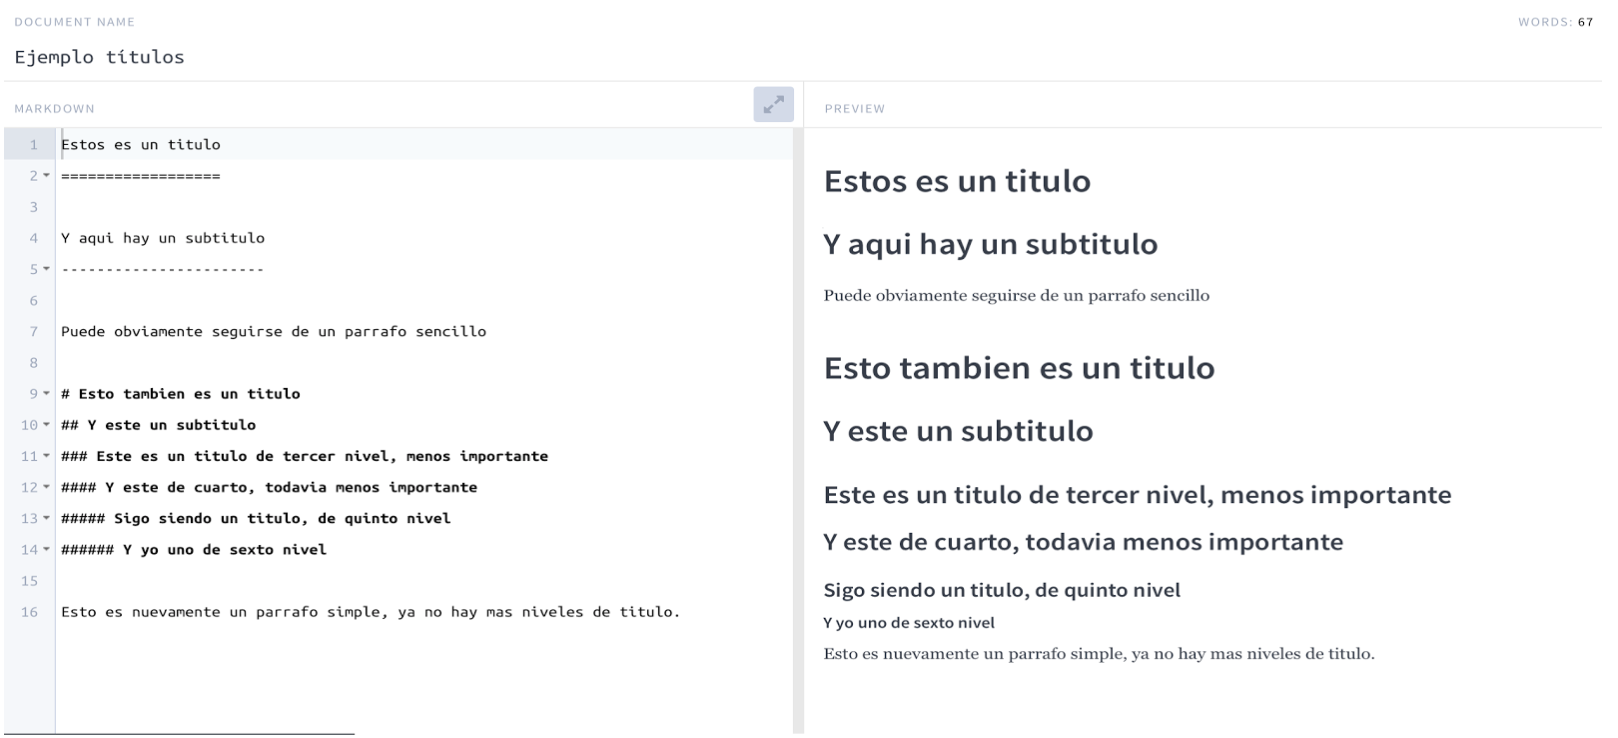 DOCUMENT NAME
WORDS: 67
Ejemplo títulos
MARKDOWN
1 Estos es un titulo
2 ==================
3
4 Y aqui hay un subtitulo
5 -----------------------
6
7 Puede obviamente seguirse de un parrafo sencillo
8
9 # Esto tambien es un titulo
10 ## Y este un subtitulo
11 ### Este es un titulo de tercer nivel, menos importante
12 #### Y este de cuarto, todavia menos importante
13 ##### Sigo siendo un titulo, de quinto nivel
14 ###### Y yo uno de sexto nivel
15
16 Esto es nuevamente un parrafo simple, ya no hay mas niveles de titulo.
PREVIEW
Estos es un titulo
Y aqui hay un subtitulo
Puede obviamente seguirse de un parrafo sencillo
Esto tambien es un titulo
Y este un subtitulo
Este es un titulo de tercer nivel, menos importante
Y este de cuarto, todavia menos importante
Sigo siendo un titulo, de quinto nivel
Y yo uno de sexto nivel
Esto es nuevamente un parrafo simple, ya no hay mas niveles de titulo.